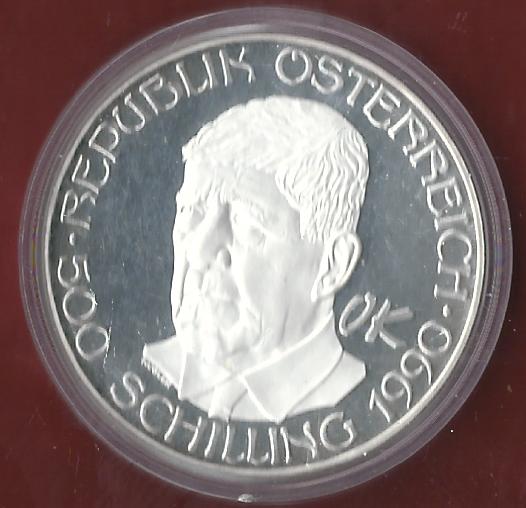 ·REPUBLIK ÖSTERREICH·
500 SCHILLING 1990
OK